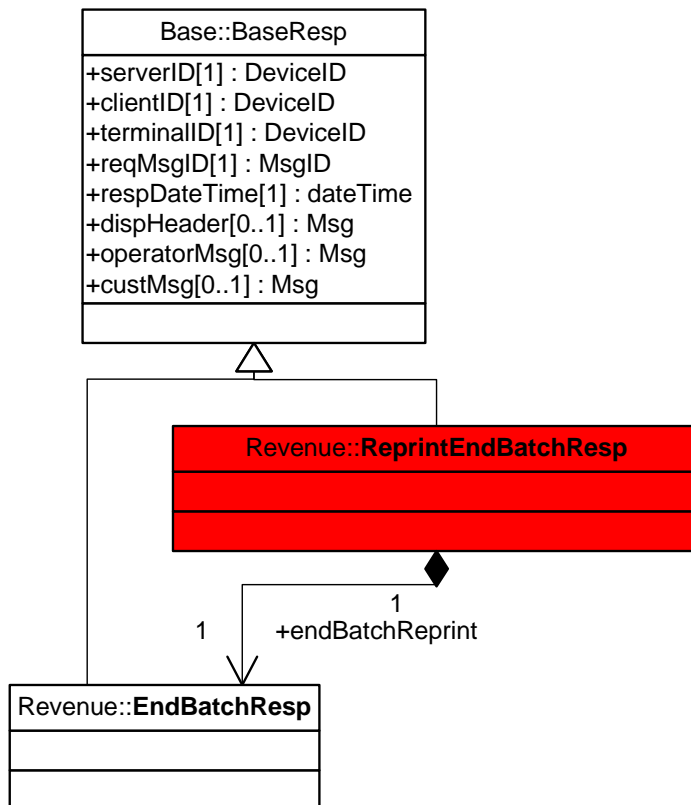 Base::BaseResp
+serverID[1] : DeviceID
+clientID[1] : DeviceID
+terminalID[1] : DeviceID
+reqMsgID[1] : MsgID
+respDateTime[1] : dateTime
+dispHeader[0..1] : Msg
+operatorMsg[0..1] : Msg
+custMsg[0..1] : Msg
Revenue::ReprintEndBatchResp
1
1
+endBatchReprint
Revenue::EndBatchResp